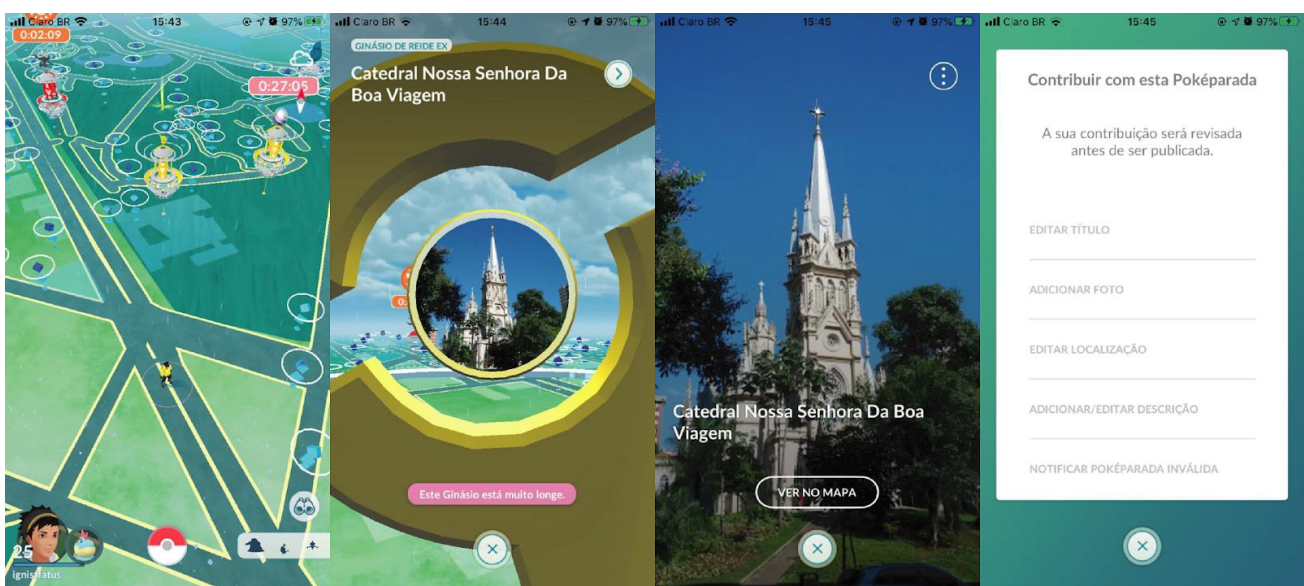 Claro BR 15:43 97%
0:02:09
0:27:05
25
ignisfatus
Claro BR 15:44 97%
GINÁSIO DE REIDE EX
Catedral Nossa Senhora Da
Boa Viagem
0:
Este Ginásio está muito longe.
Claro BR 15:45 97%
Catedral Nossa Senhora Da Boa
Viagem
VER NO MAPA
Claro BR 15:45 97%
Contribuir com esta Poképarada
A sua contribuição será revisada
antes de ser publicada.
EDITAR TÍTULO
ADICIONAR FOTO
EDITAR LOCALIZAÇÃO
ADICIONAR/EDITAR DESCRIÇÃO
NOTIFICAR POKÉPARADA INVÁLIDA